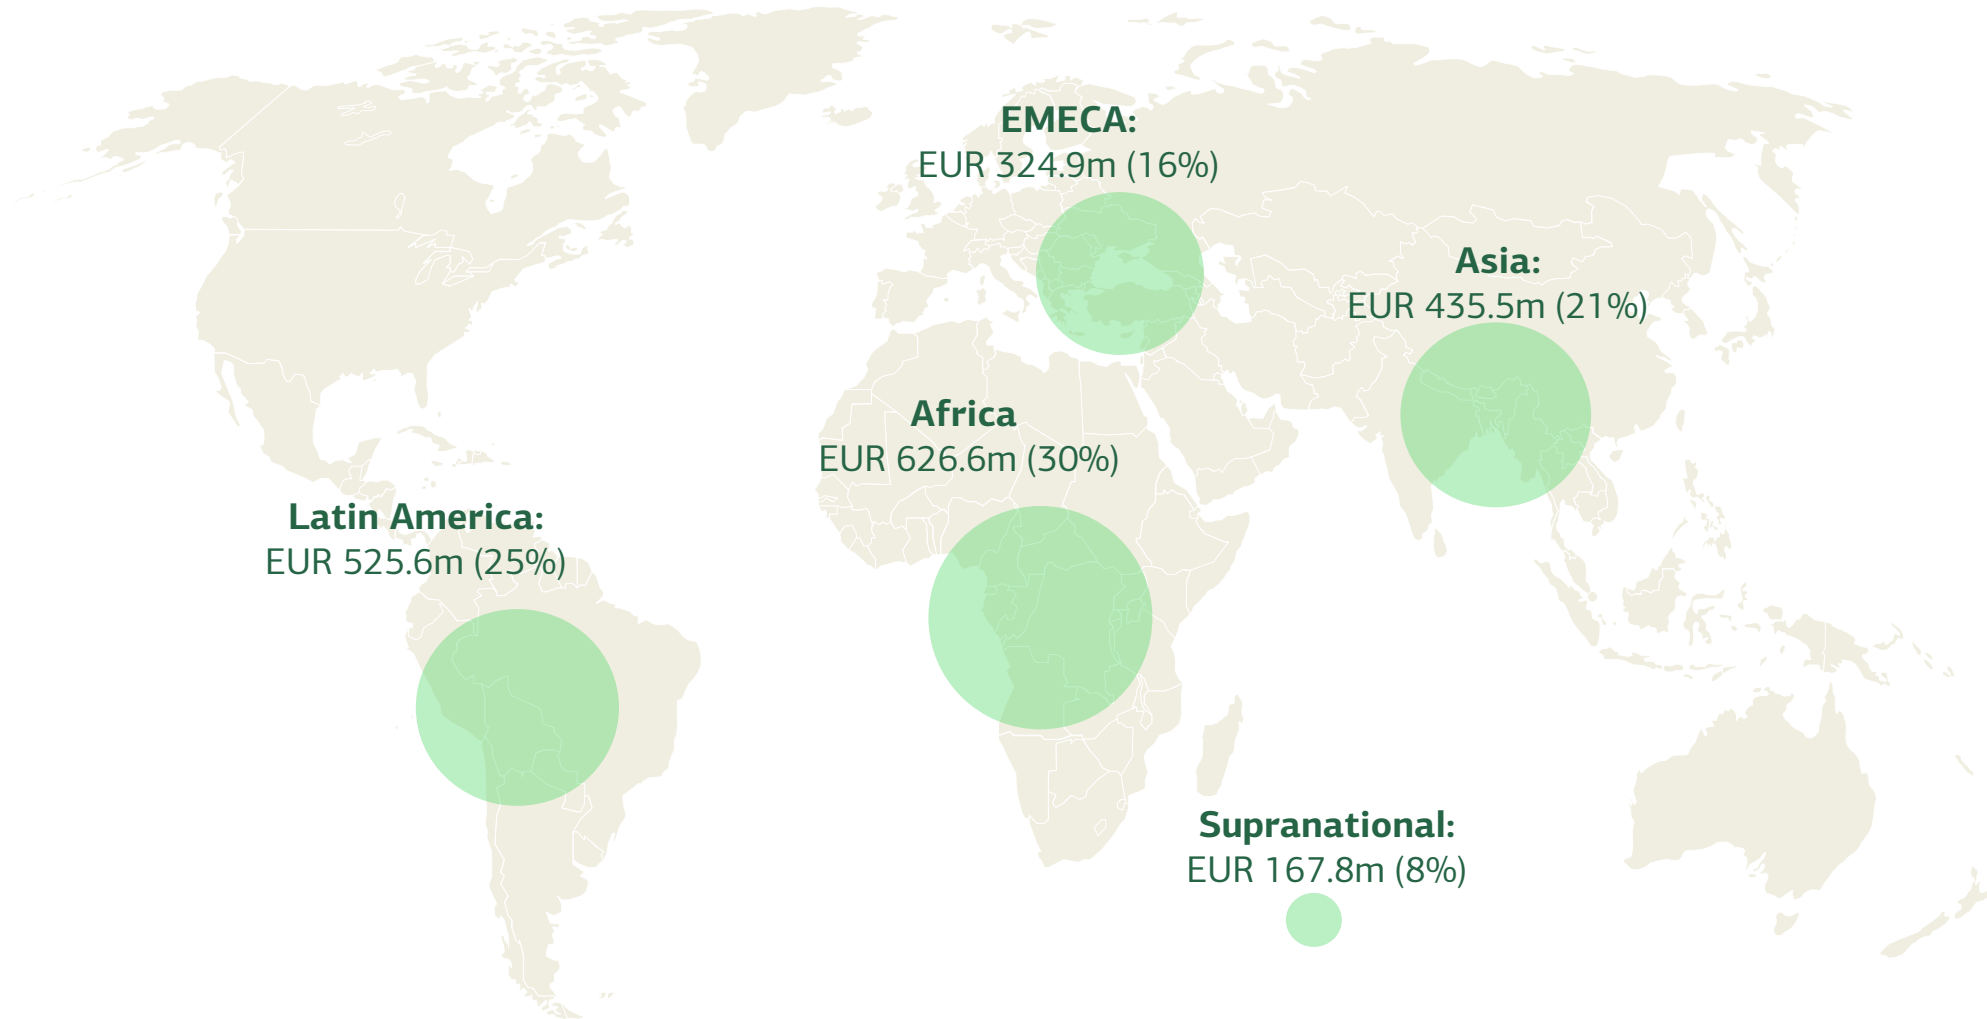 EMECA:
EUR 324.9m (16%)
Asia:
EUR 435.5m (21%)
Africa
EUR 626.6m (30%)
Latin America:
EUR 525.6m (25%)
Supranational:
EUR 167.8m (8%)